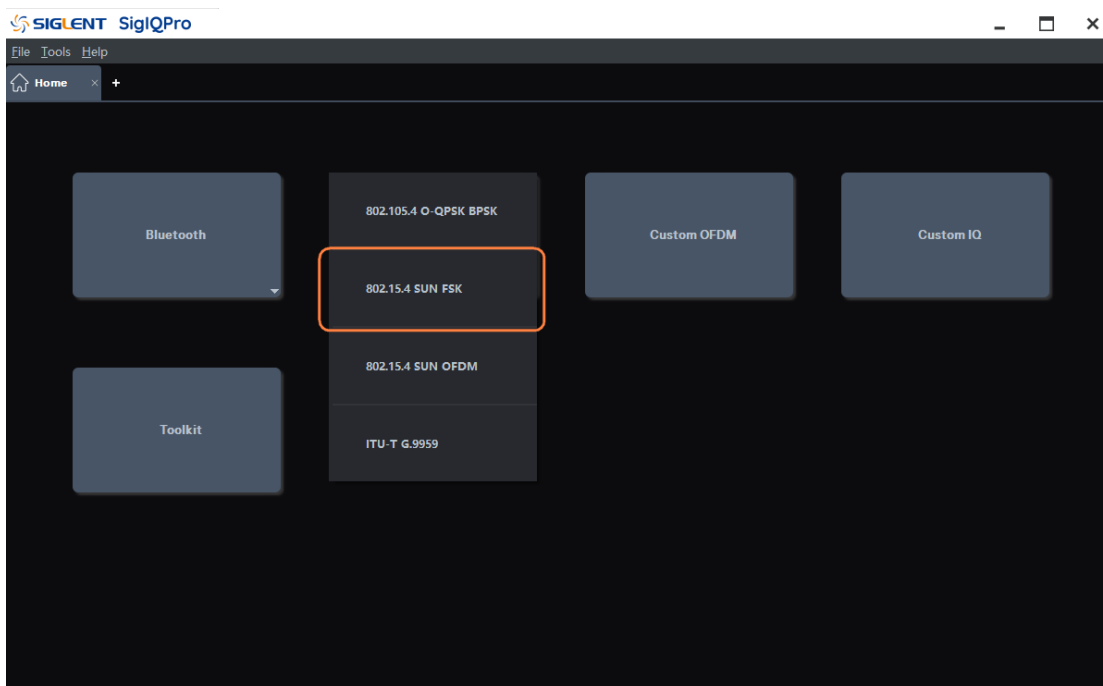 SIGLENT SigIQPro
File Tools Help
Home × +
Bluetooth
802.105.4 O-QPSK BPSK
802.15.4 SUN FSK
802.15.4 SUN OFDM
ITU-T G.9959
Custom OFDM
Custom IQ
Toolkit